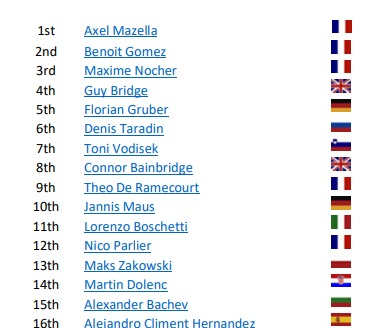 1st Axel Mazella
2nd Benoit Gomez
3rd Maxime Nocher
4th Guy Bridge
5th Florian Gruber
6th Denis Taradin
7th Toni Vodisek
8th Connor Bainbridge
9th Theo De Ramecourt
10th Jannis Maus
11th Lorenzo Boschetti
12th Nico Parlier
13th Maks Zakowski
14th Martin Dolenc
15th Alexander Bachev
16th Alejandro Climent Hernandez